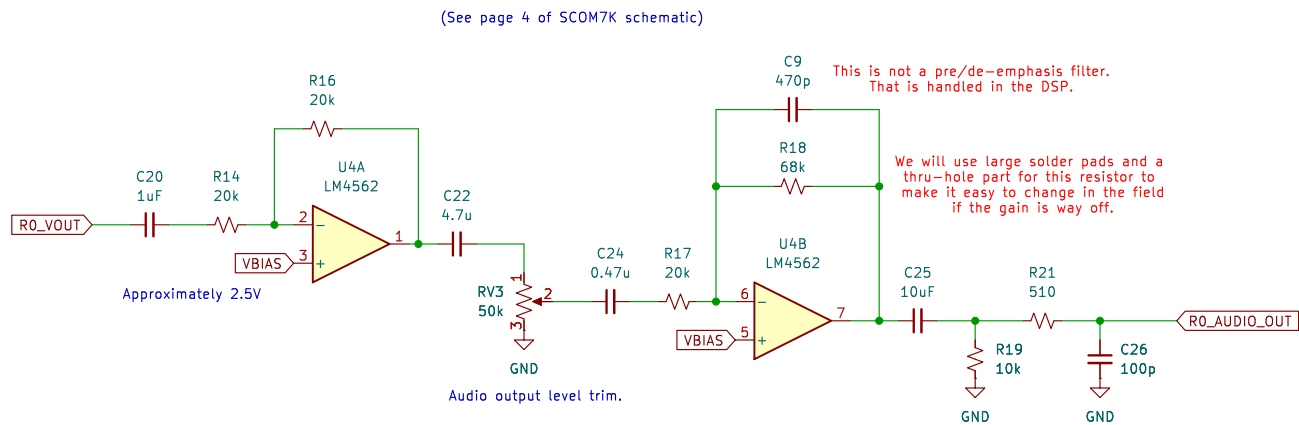 (See page 4 of SCOM7K schematic)
C9
470p
This is not a pre/de-emphasis filter.
That is handled in the DSP.
R16
20k
R18
68k
We will use large solder pads and a
thru-hole part for this resistor to
make it easy to change in the field
if the gain is way off.
C20
1uF
R14
20k
U4A
LM4562
C22
4.7u
R0_VOUT
2
−
1
3
+
VBIAS
Approximately 2.5V
RV3
50k
1
2
3
GND
Audio output level trim.
C24
0.47u
R17
20k
U4B
LM4562
6
−
7
5
+
VBIAS
C25
10uF
R21
510
R0_AUDIO_OUT
R19
10k
GND
C26
100p
GND